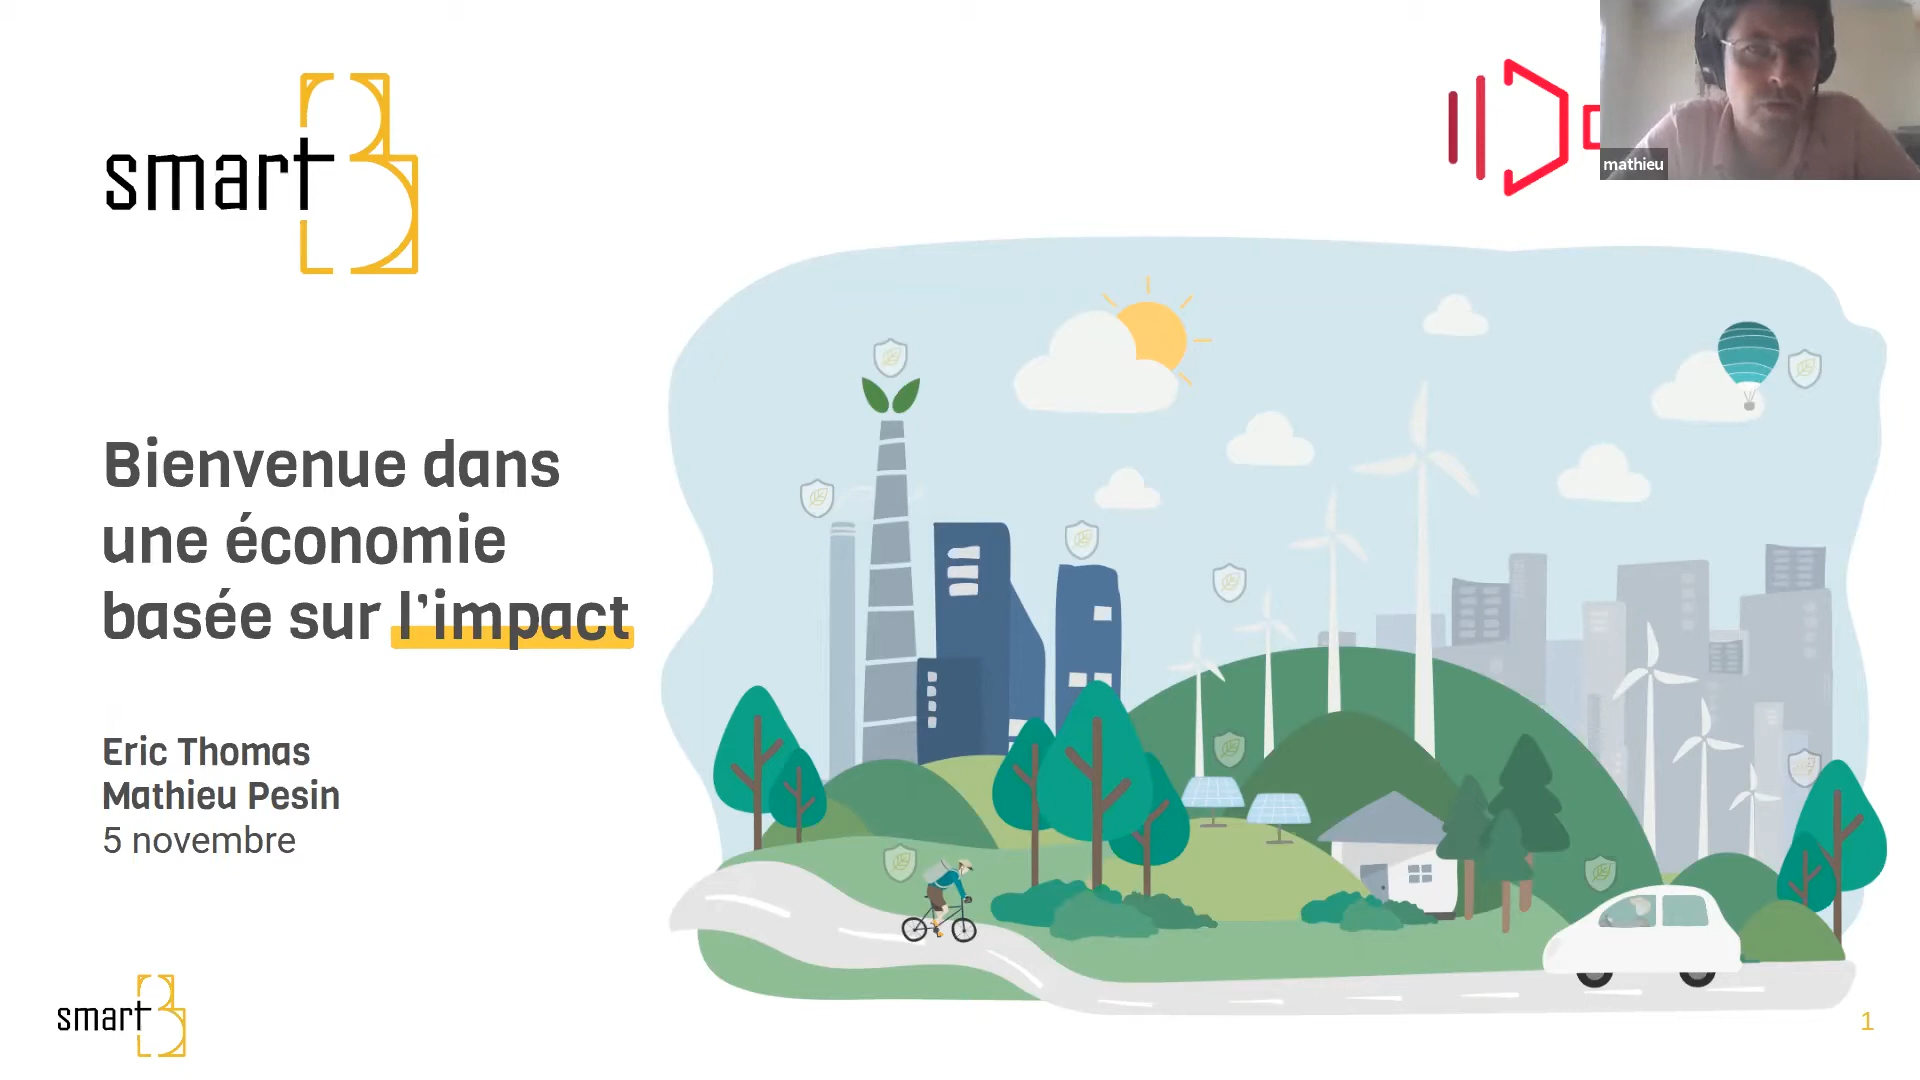 smart B
mathieu
Bienvenue dans
une économie
basée sur l'impact
Eric Thomas
Mathieu Pesin
5 novembre
smart B
1